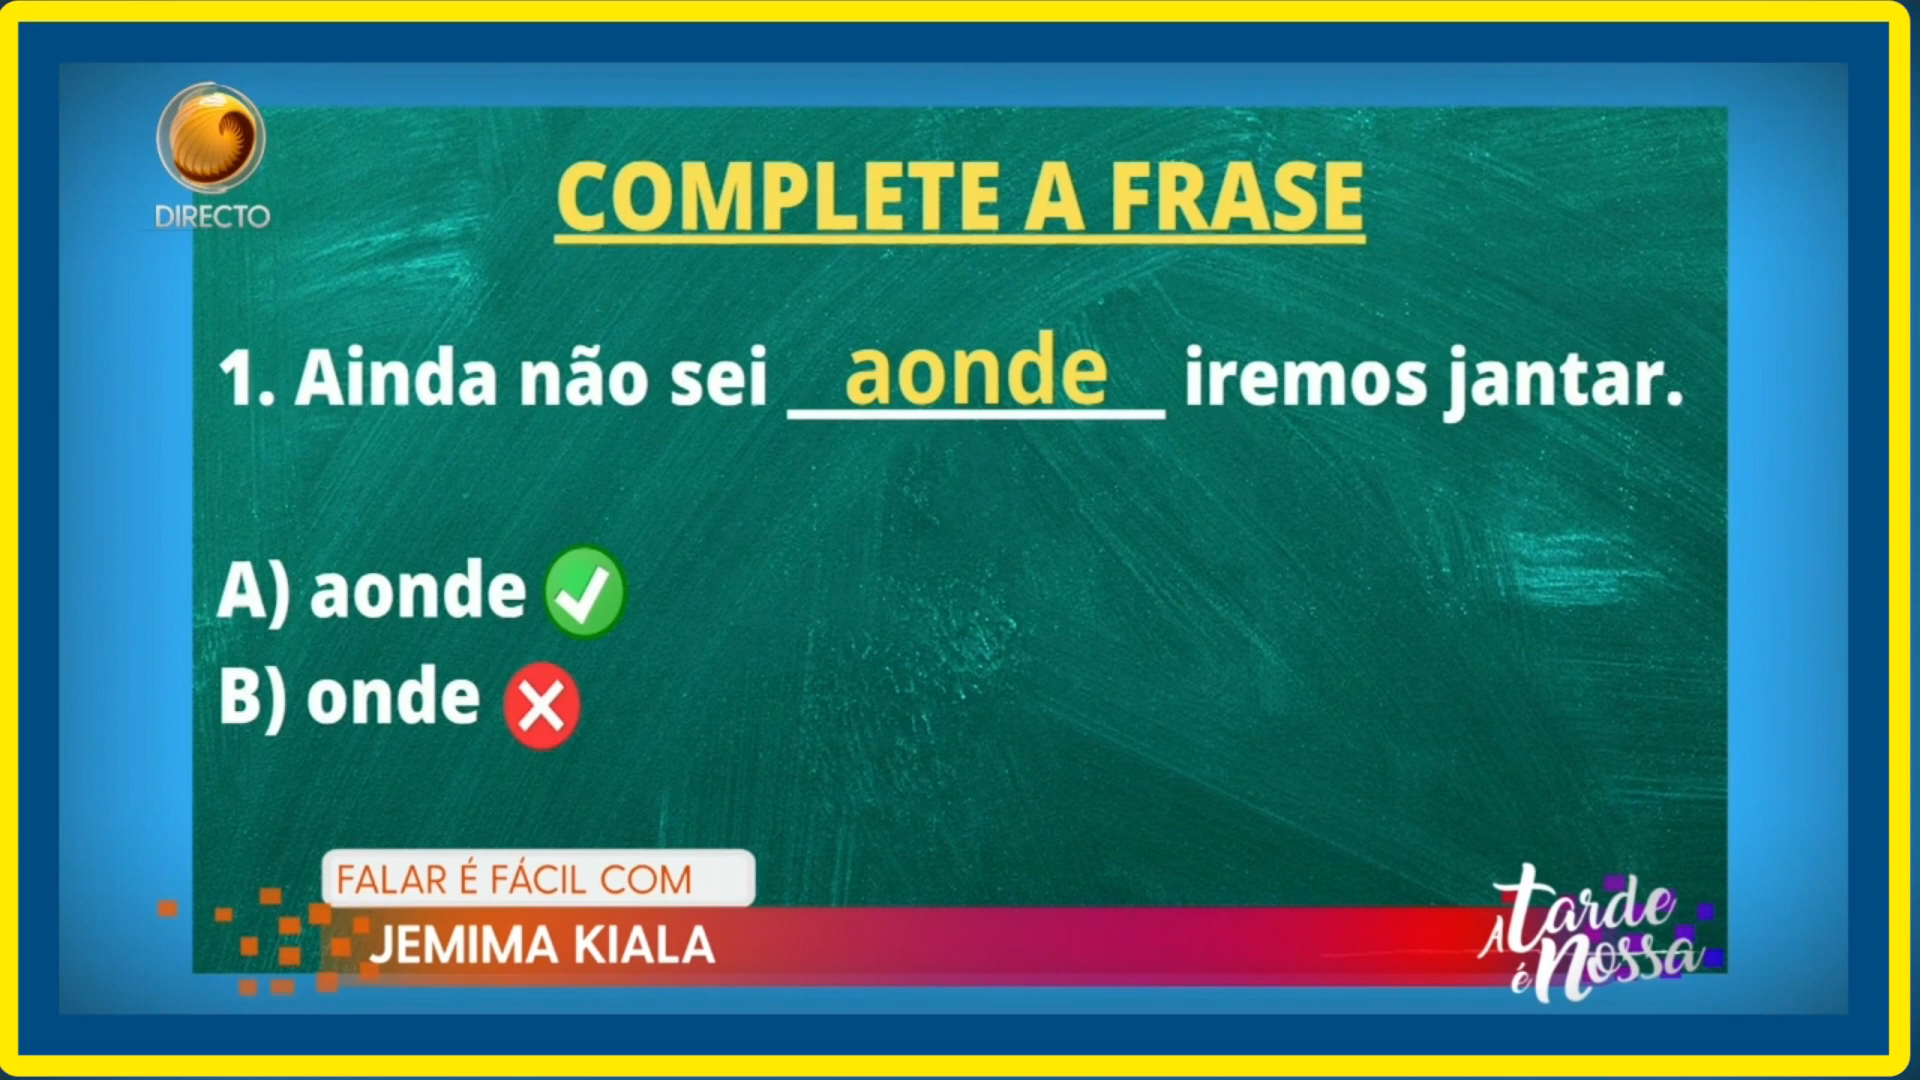 DIRECTO
COMPLETE A FRASE
1. Ainda não sei aonde iremos jantar.
A) aonde
B) onde
FALAR É FÁCIL COM
JEMIMA KIALA
A tarde
é nossa